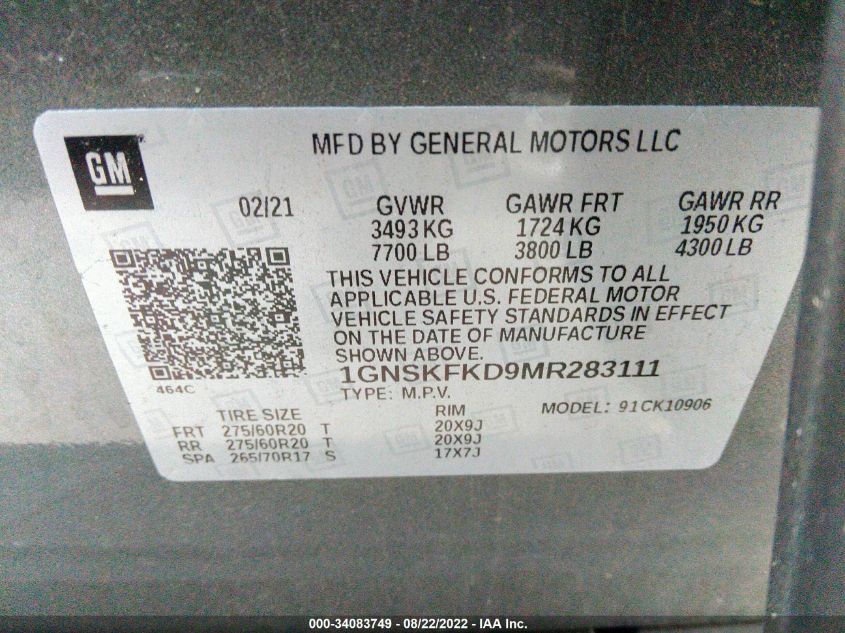 GM
MFD BY GENERAL MOTORS LLC
02/21 GVWR GAWR FRT GAWR RR
3493 KG 1724 KG 1950 KG
7700 LB 3800 LB 4300 LB
THIS VEHICLE CONFORMS TO ALL
APPLICABLE U.S. FEDERAL MOTOR
VEHICLE SAFETY STANDARDS IN EFFECT
ON THE DATE OF MANUFACTURE
SHOWN ABOVE.
1GNSKFKD9MR283111
464C
TYPE: M.P.V. MODEL: 91CK10906
TIRE SIZE RIM
FRT 275/60R20 T 20X9J
RR 275/60R20 T 20X9J
SPA 265/70R17 S 17X7J
000-34083749 - 08/22/2022 - IAA Inc.